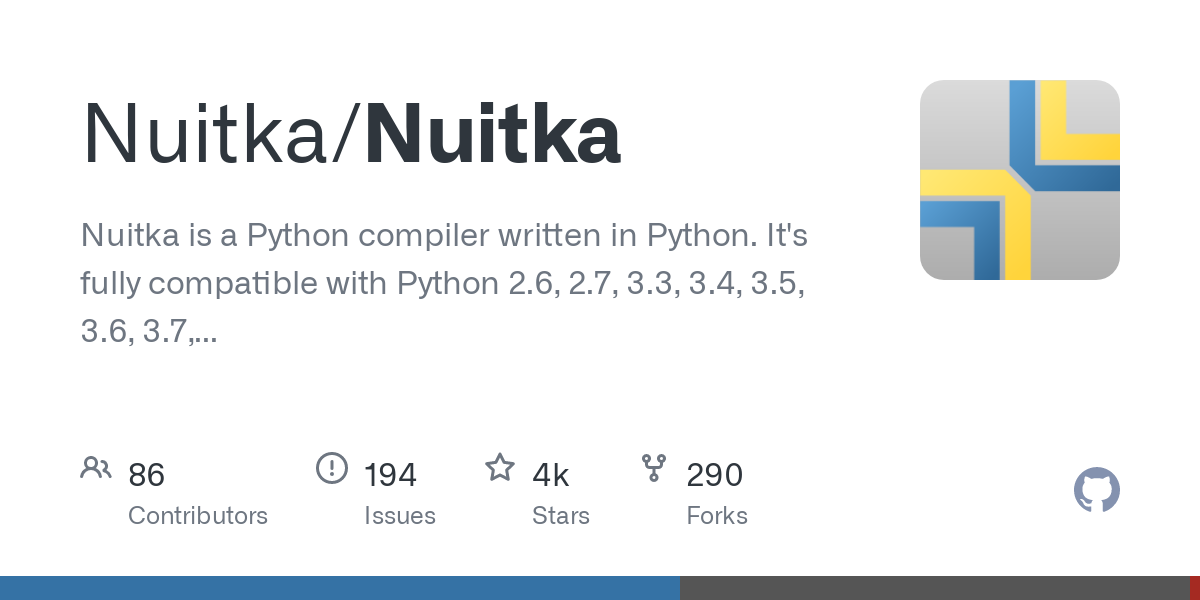 Nuitka/Nuitka
Nuitka is a Python compiler written in Python. It's
fully compatible with Python 2.6, 2.7, 3.3, 3.4, 3.5,
3.6, 3.7,...
86 194 4k 290
Contributors Issues Stars Forks